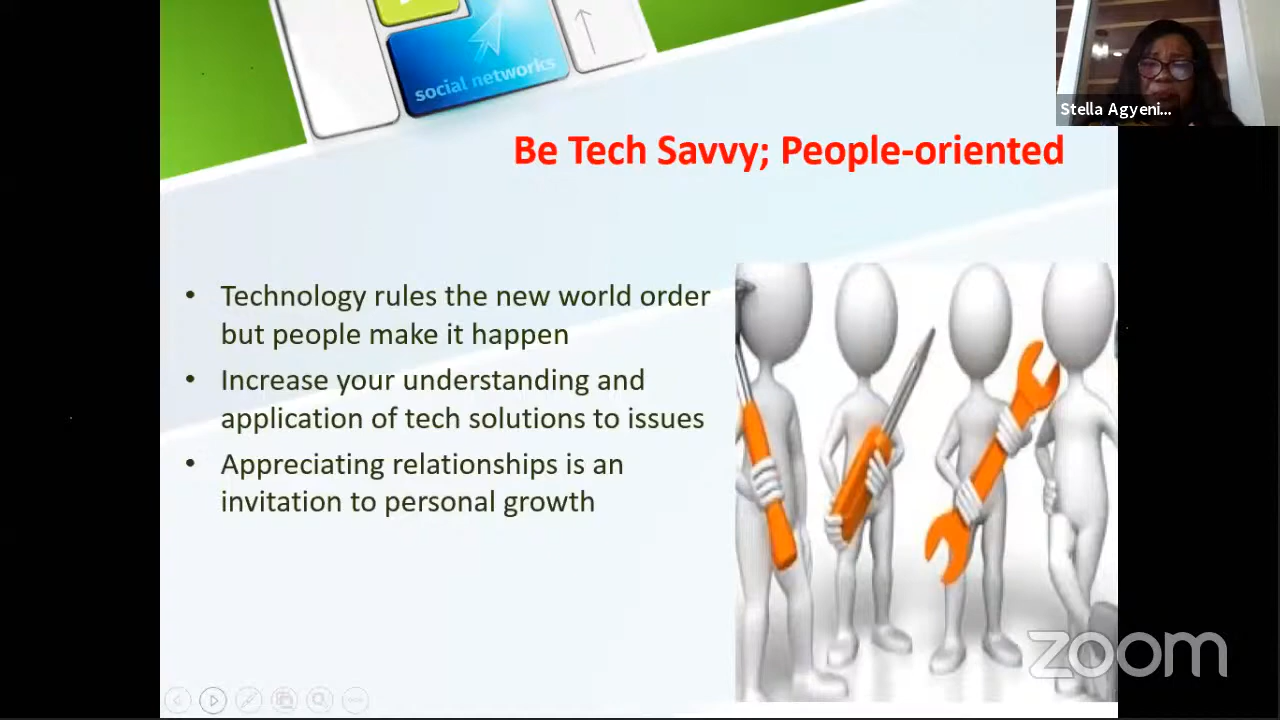 social networks
Stella Agyeni...
Be Tech Savvy; People-oriented
• Technology rules the new world order
but people make it happen
• Increase your understanding and
application of tech solutions to issues
• Appreciating relationships is an
invitation to personal growth
zoom